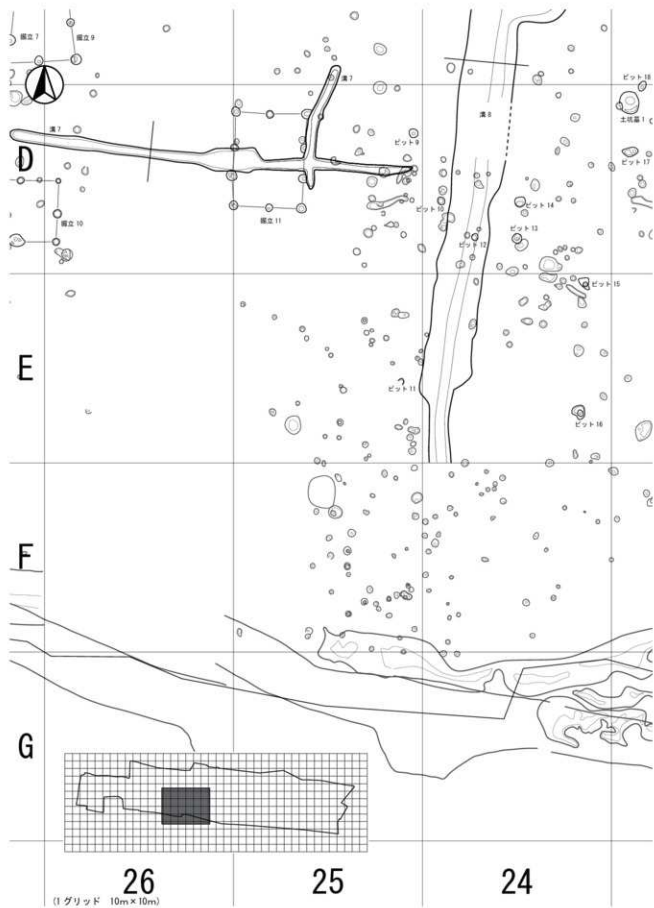 掘立 7
掘立 9
ピット 18
溝 7
溝 8
土坑墓 1
溝 7
D
ピット 9
ピット 17
掘立 10
掘立 11
ピット 10
ピット 14
ピット 12
ピット 13
ピット 15
E
ピット 11
ピット 16
F
G
26
25
24
(1 グリッド 10m×10m)